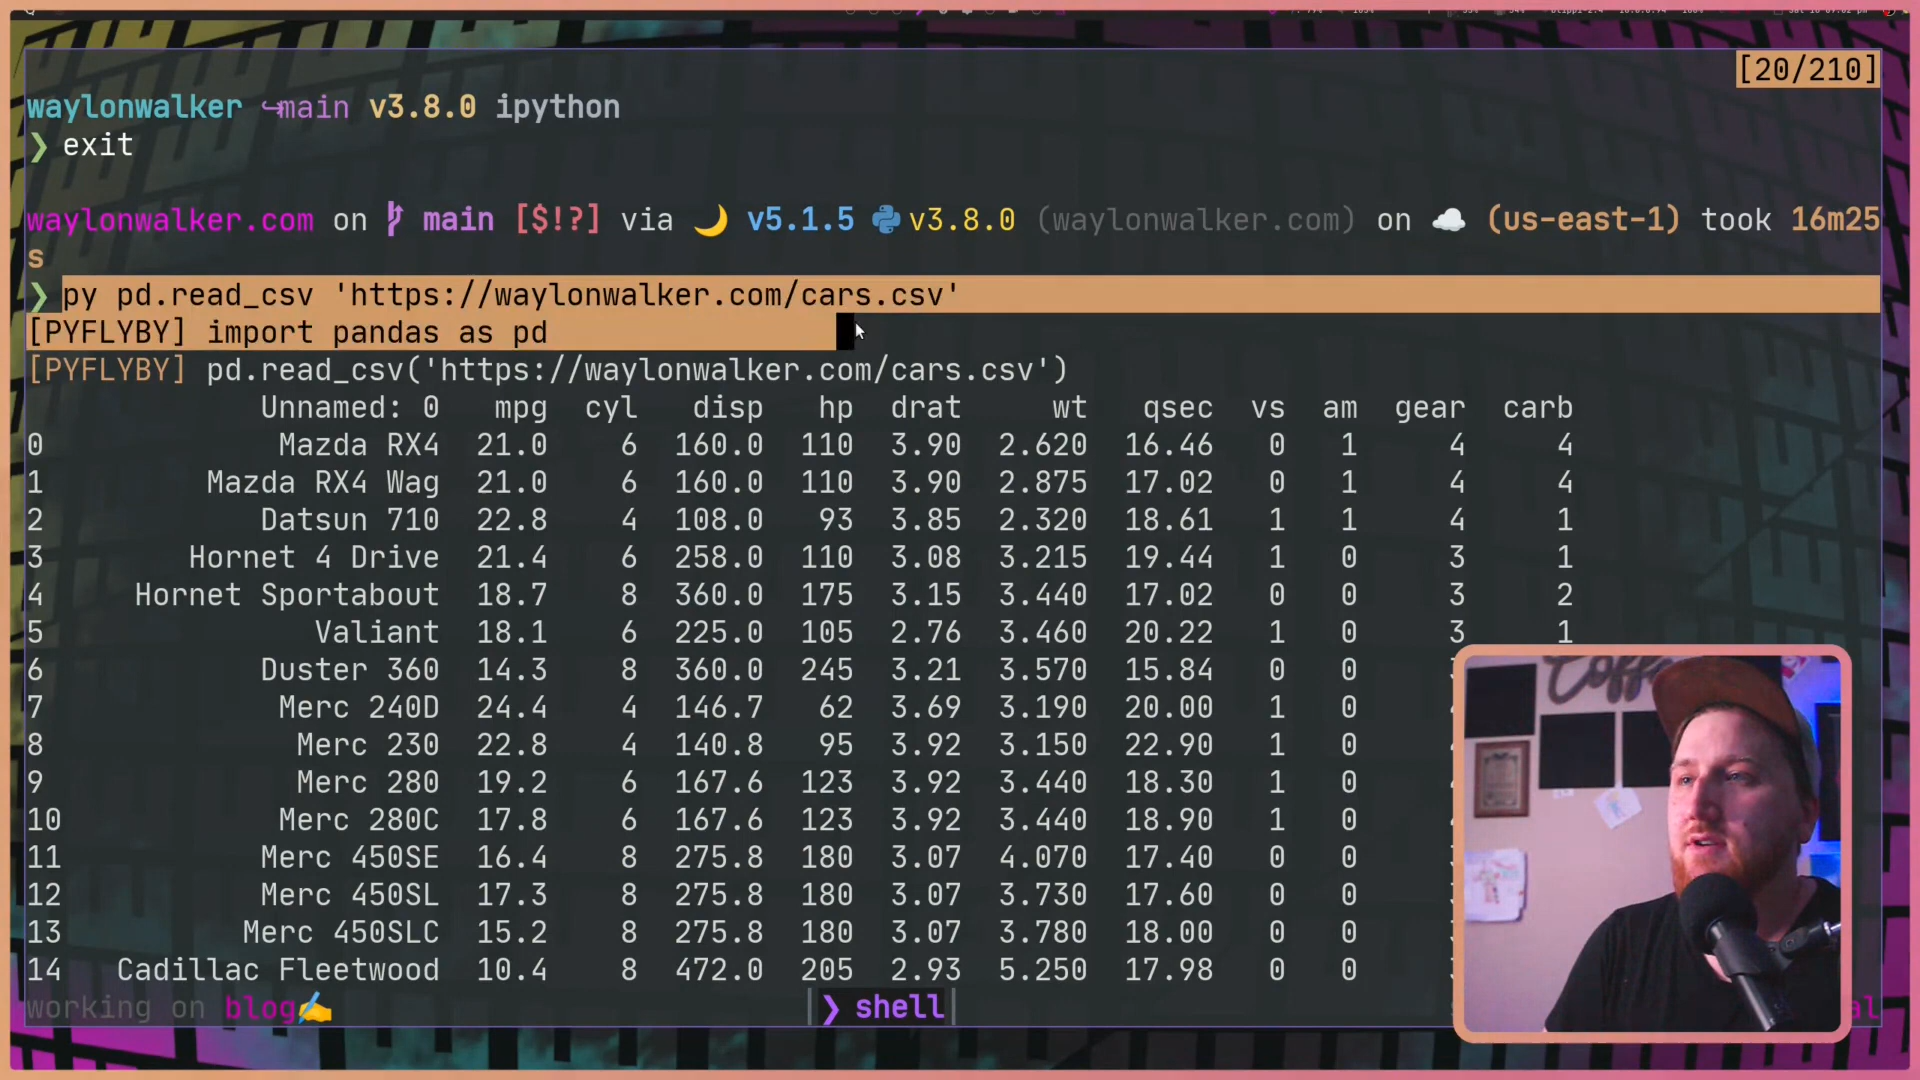 [20/210]
waylonwalker ↪main v3.8.0 ipython
❯ exit
waylonwalker.com on main [$!?] via 🌙 v5.1.5 v3.8.0 (waylonwalker.com) on ☁️ (us-east-1) took 16m25
s
❯ py pd.read_csv 'https://waylonwalker.com/cars.csv'
[PYFLYBY] import pandas as pd
[PYFLYBY] pd.read_csv('https://waylonwalker.com/cars.csv')
Unnamed: 0 mpg cyl disp hp drat wt qsec vs am gear carb
0 Mazda RX4 21.0 6 160.0 110 3.90 2.620 16.46 0 1 4 4
1 Mazda RX4 Wag 21.0 6 160.0 110 3.90 2.875 17.02 0 1 4 4
2 Datsun 710 22.8 4 108.0 93 3.85 2.320 18.61 1 1 4 1
3 Hornet 4 Drive 21.4 6 258.0 110 3.08 3.215 19.44 1 0 3 1
4 Hornet Sportabout 18.7 8 360.0 175 3.15 3.440 17.02 0 0 3 2
5 Valiant 18.1 6 225.0 105 2.76 3.460 20.22 1 0 3 1
6 Duster 360 14.3 8 360.0 245 3.21 3.570 15.84 0 0
7 Merc 240D 24.4 4 146.7 62 3.69 3.190 20.00 1 0
8 Merc 230 22.8 4 140.8 95 3.92 3.150 22.90 1 0
9 Merc 280 19.2 6 167.6 123 3.92 3.440 18.30 1 0
10 Merc 280C 17.8 6 167.6 123 3.92 3.440 18.90 1 0
11 Merc 450SE 16.4 8 275.8 180 3.07 4.070 17.40 0 0
12 Merc 450SL 17.3 8 275.8 180 3.07 3.730 17.60 0 0
13 Merc 450SLC 15.2 8 275.8 180 3.07 3.780 18.00 0 0
14 Cadillac Fleetwood 10.4 8 472.0 205 2.93 5.250 17.98 0 0
working on blog✍️ | ❯ shell |